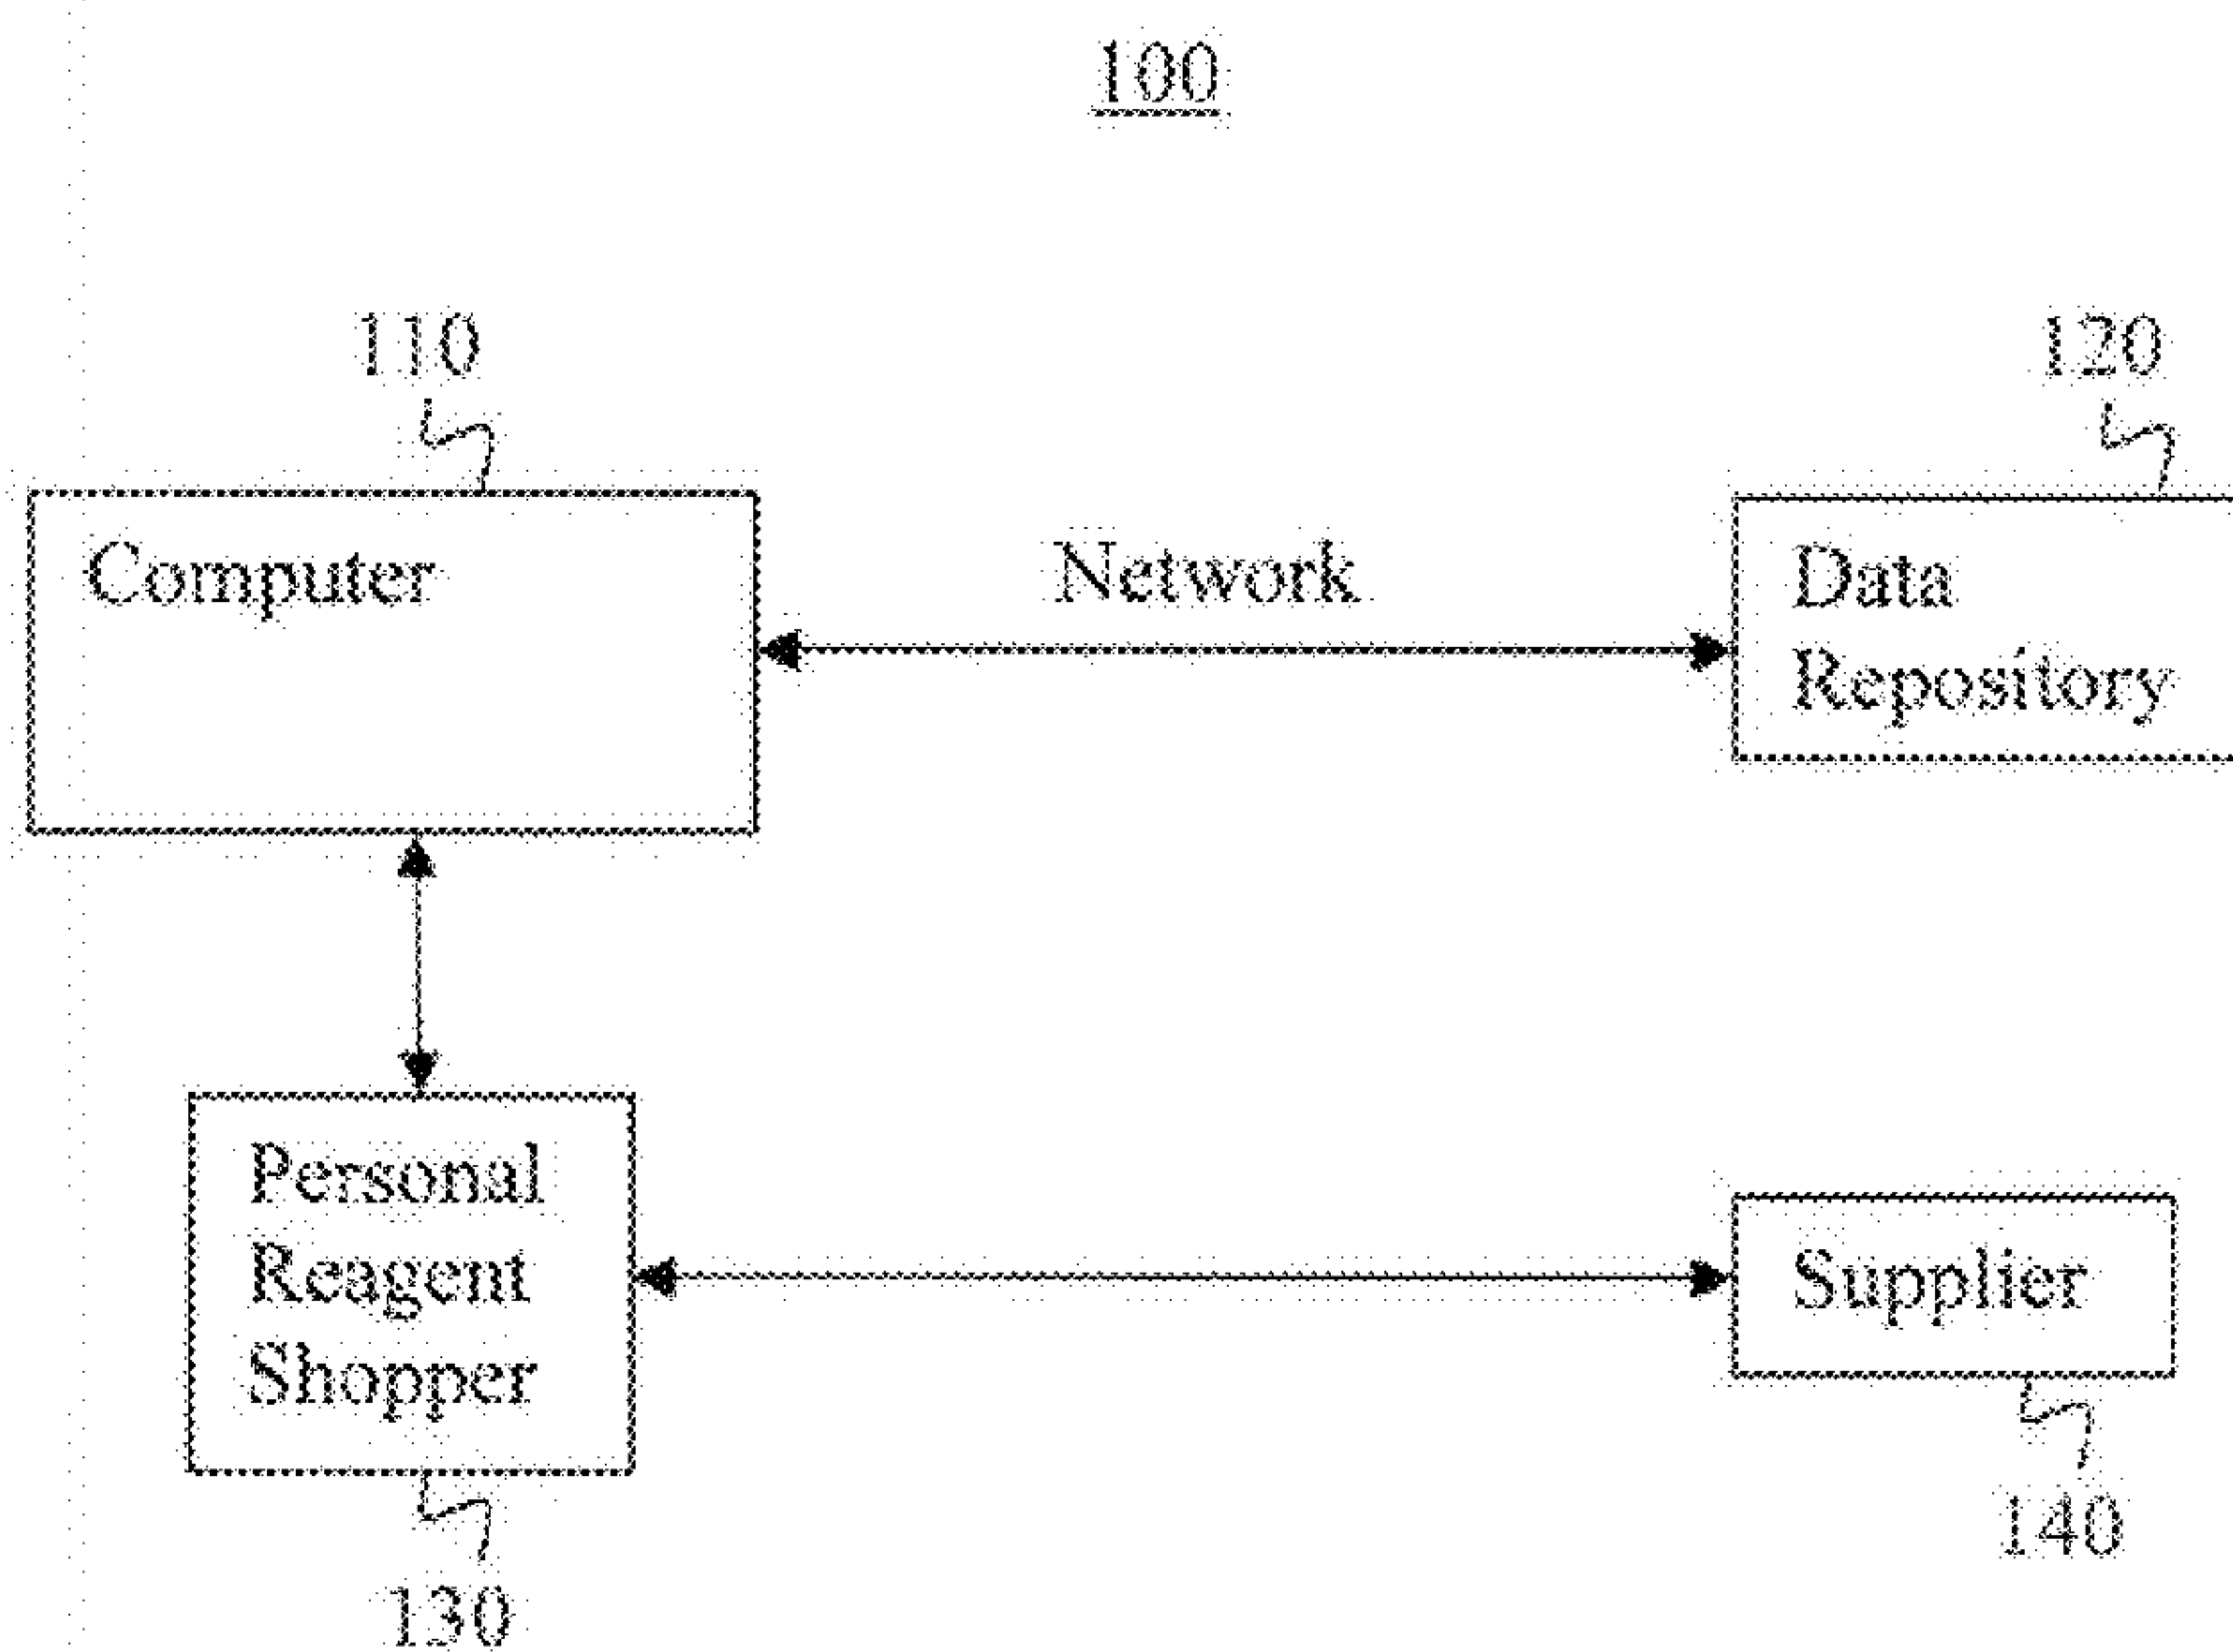 100
110
120
Computer
Network
Data
Repository
Personal
Reagent
Shopper
Supplier
140
130